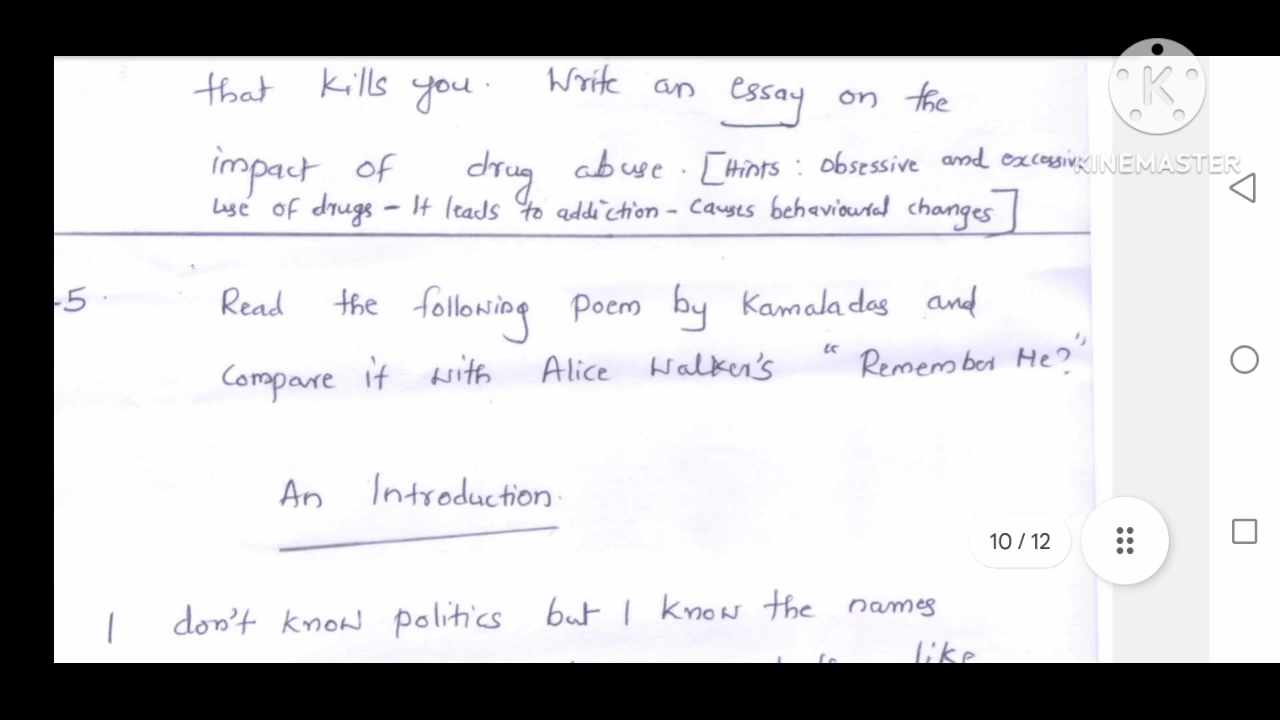 that kills you. Write an essay on the
impact of drug abuse. [Hints : Obsessive and excessive
use of drugs - It leads to addiction - causes behavioural changes]
-5.
Read the following poem by Kamaladas and
Compare it with Alice Walker's "Remember Me?"
An Introduction.
I don't know politics but I know the names
like
10 / 12
K
KINEMASTER